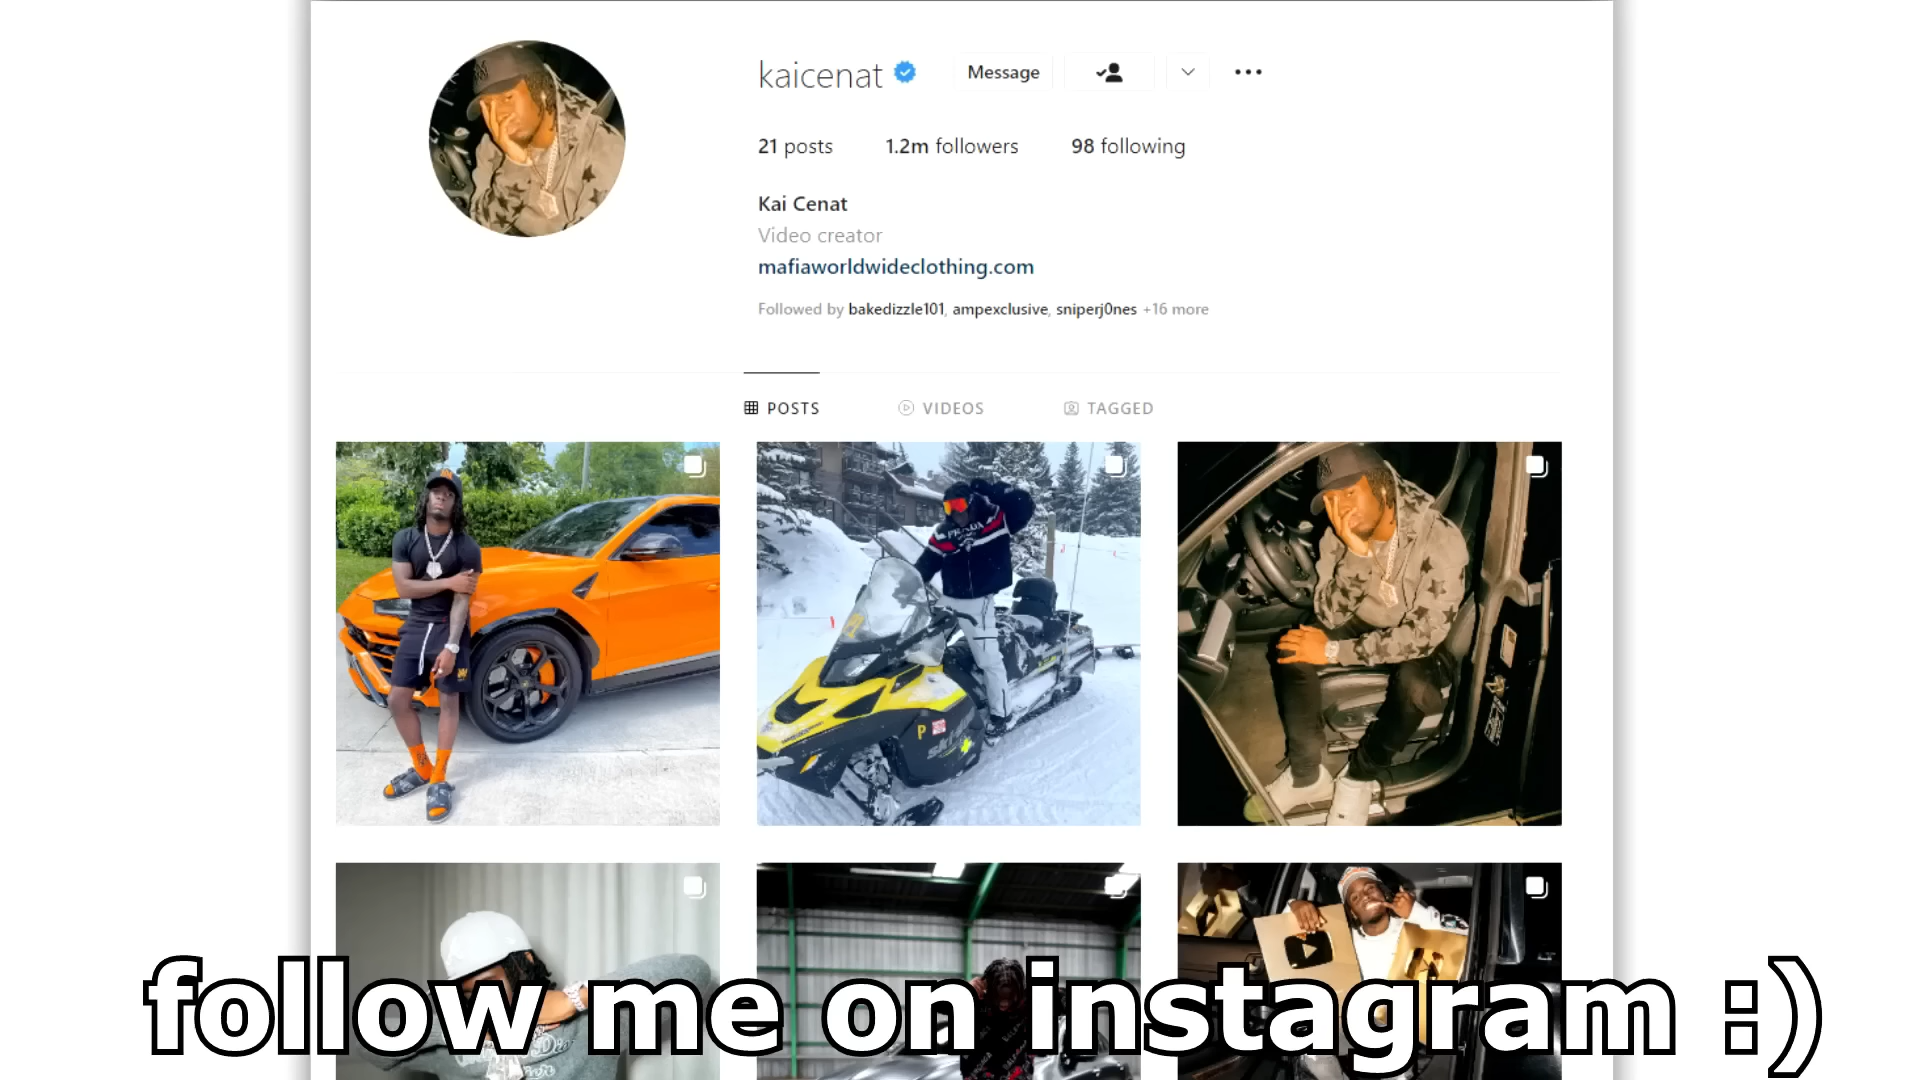 kaicenat Message
21 posts 1.2m followers 98 following
Kai Cenat
Video creator
mafiaworldwideclothing.com
Followed by bakedizzle101, ampexclusive, sniperj0nes +16 more
POSTS VIDEOS TAGGED
PRADA
P
follow me on instagram :)